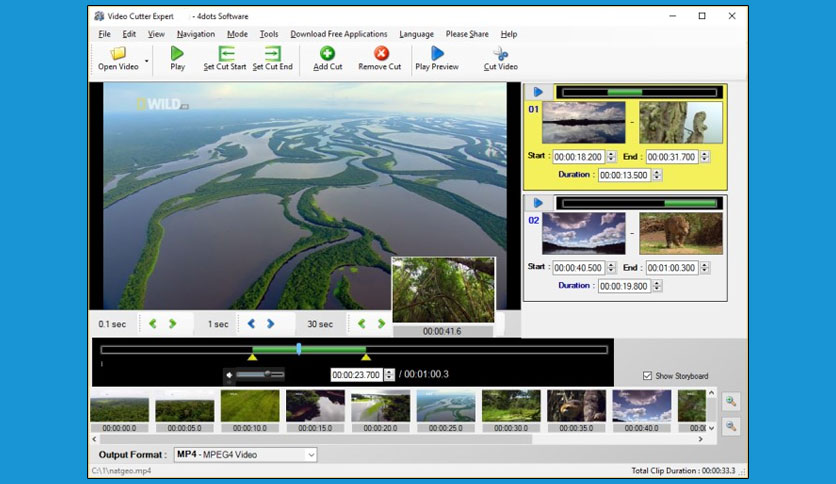 Video Cutter Expert - 4dots Software
File Edit View Navigation Mode Tools Download Free Applications Language Please Share Help
Open Video Play Set Cut Start Set Cut End Add Cut Remove Cut Play Preview Cut Video
WILD
01
Start : 00:00:18.200 End : 00:00:31.700
Duration : 00:00:13.500
02
Start : 00:00:40.500 End : 00:01:00.300
Duration : 00:00:19.800
0.1 sec 1 sec 30 sec
00:00:41.6
00:00:23.700 / 00:01:00.3
Show Storyboard
00:00:00.0 00:00:05.0 00:00:10.0 00:00:15.0 00:00:20.0 00:00:25.0 00:00:30.0 00:00:35.0 00:00:40.0 00:0
Output Format : MP4 - MPEG4 Video
C:\1\natgeo.mp4 Total Clip Duration : 00:00:33.3